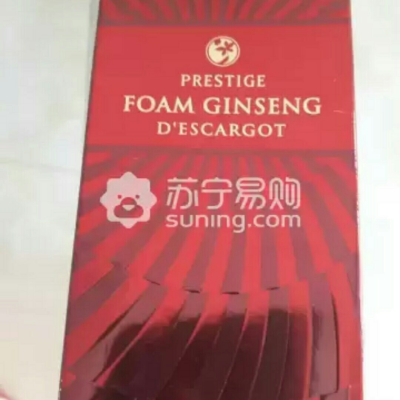 PRESTIGE
FOAM GINSENG
D'ESCARGOT
苏宁易购
suning.com